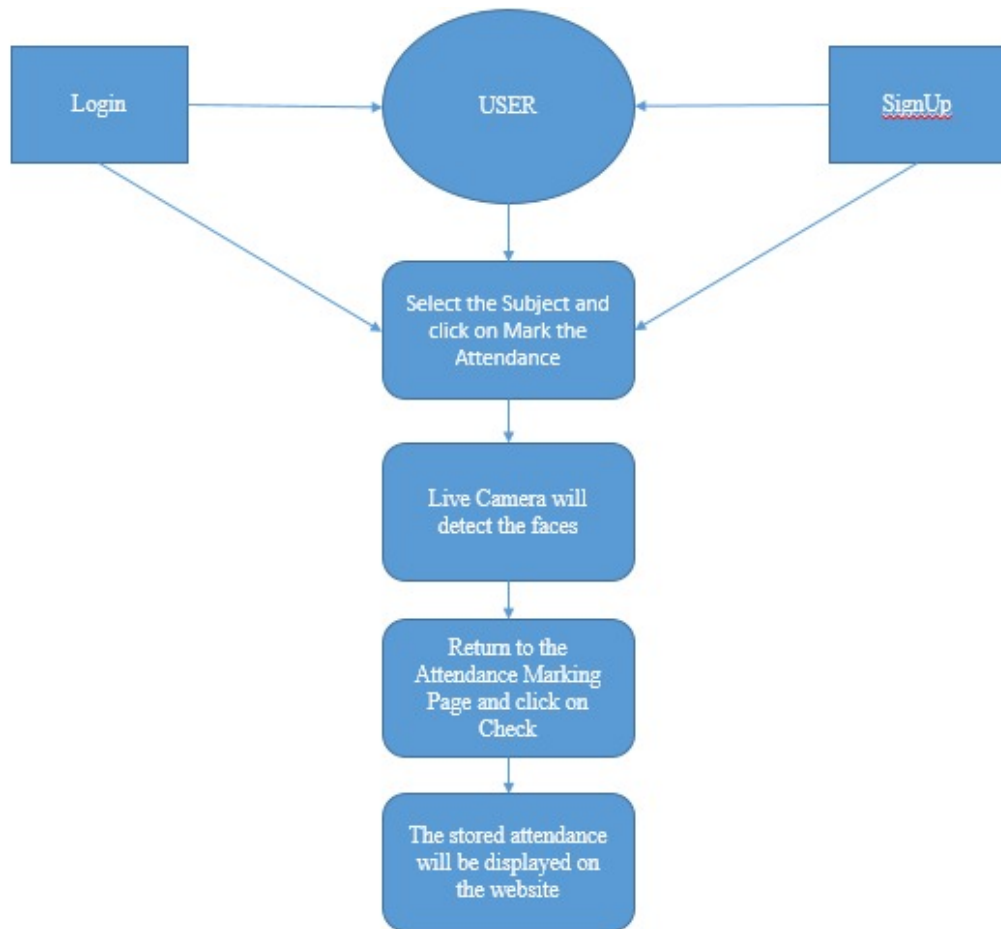 Login
USER
SignUp
Select the Subject and
click on Mark the
Attendance
Live Camera will
detect the faces
Return to the
Attendance Marking
Page and click on
Check
The stored attendance
will be displayed on
the website